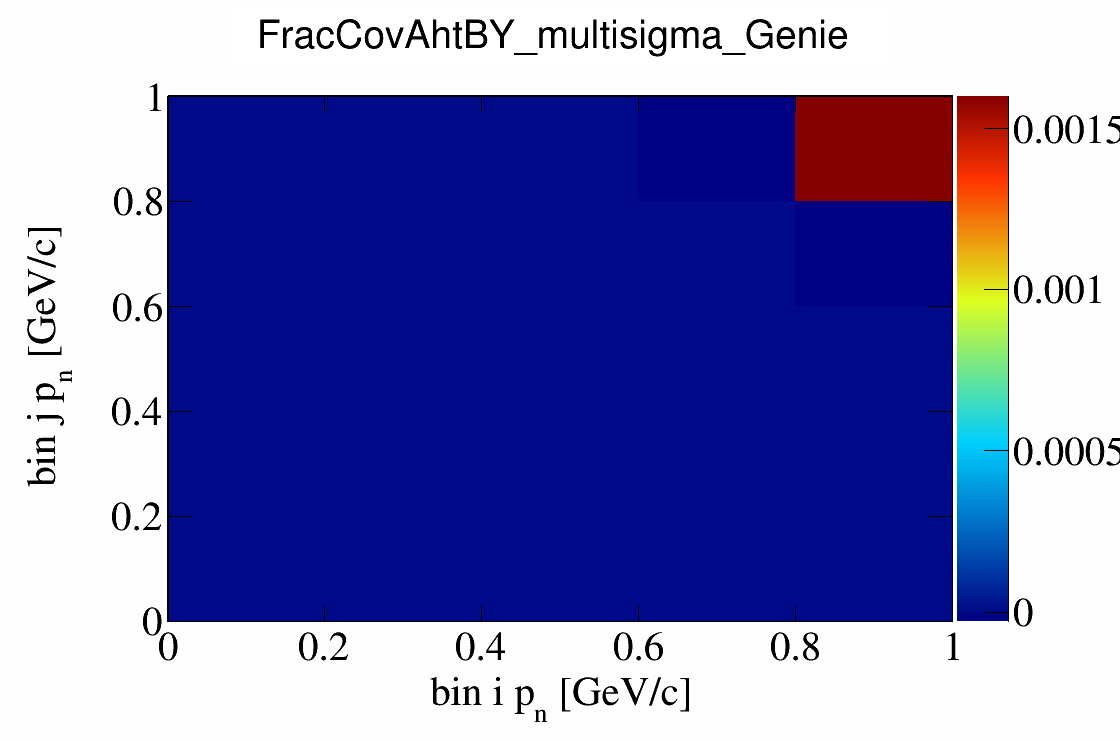 FracCovAhtBY_multisigma_Genie
bin j p_n [GeV/c]
1
0.8
0.6
0.4
0.2
0
0 0.2 0.4 0.6 0.8 1
bin i p_n [GeV/c]
0.0015
0.001
0.0005
0